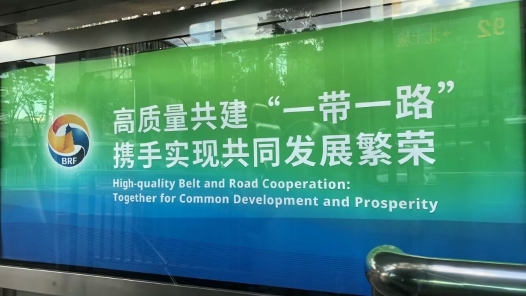 高质量共建“一带一路”
携手实现共同发展繁荣
BRF
High-quality Belt and Road Cooperation:
Together for Common Development and Prosperity